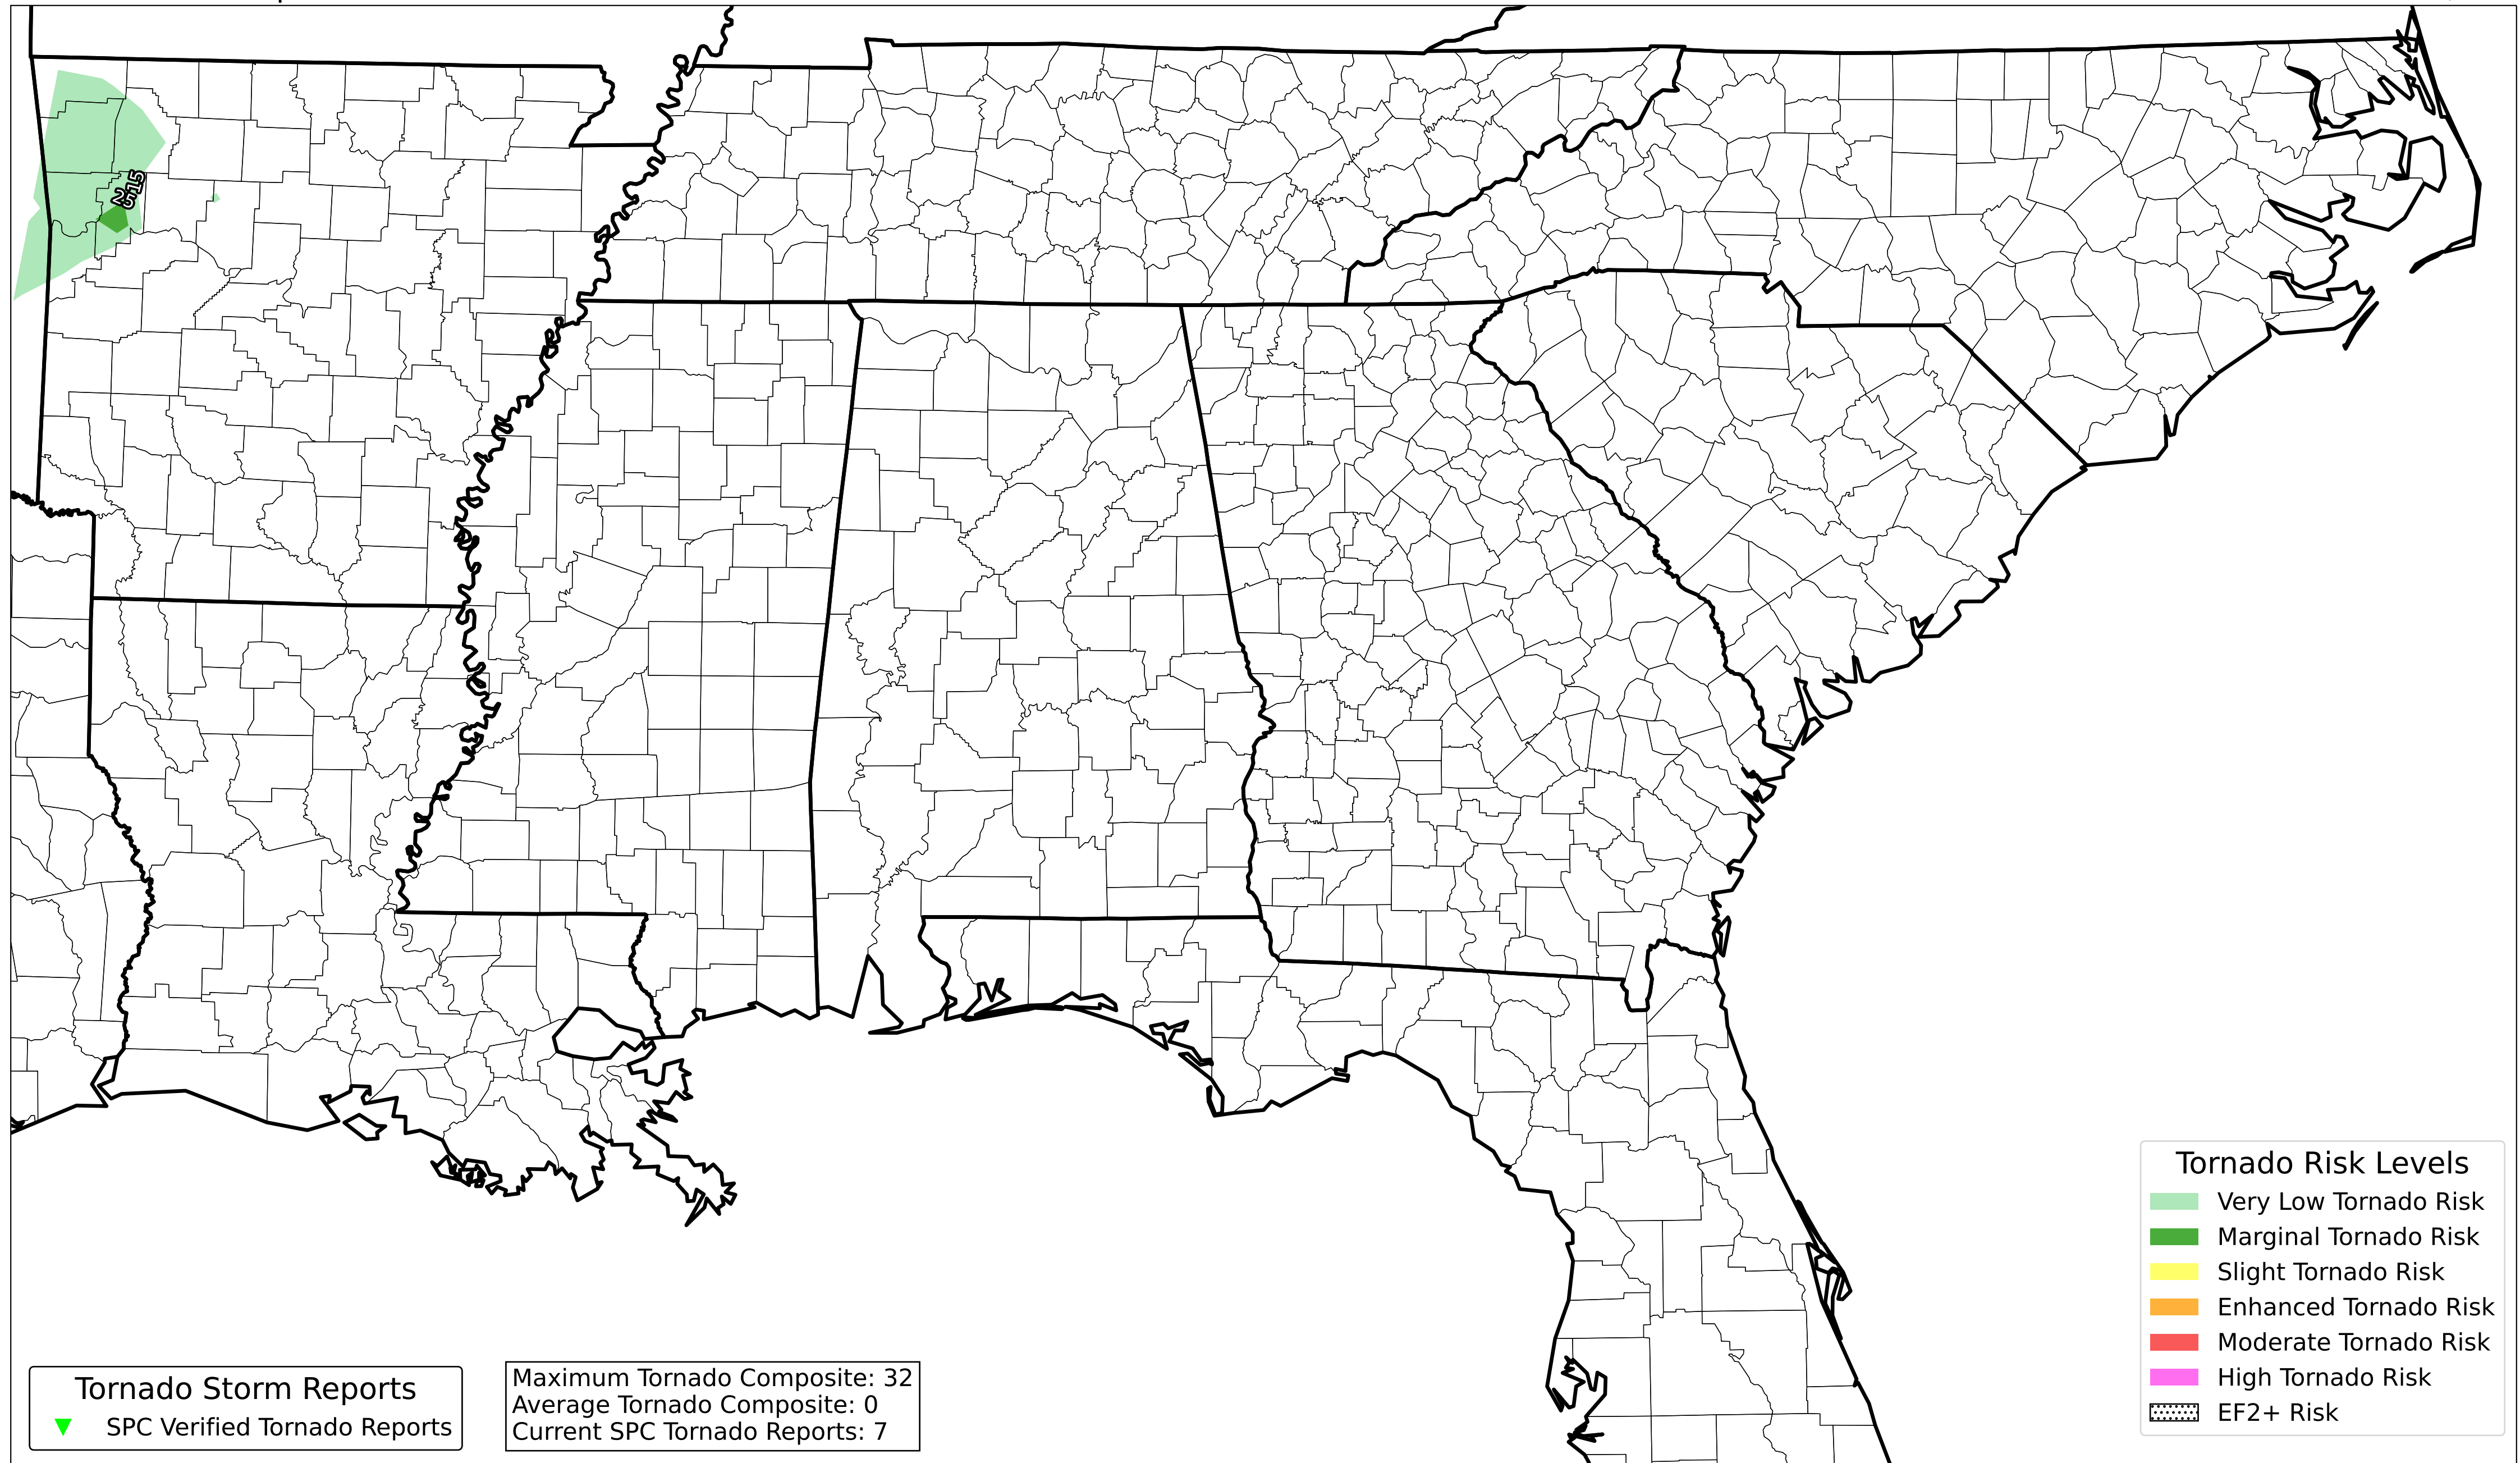 Tornado Risk Levels
Very Low Tornado Risk
Marginal Tornado Risk
Slight Tornado Risk
Enhanced Tornado Risk
Moderate Tornado Risk
High Tornado Risk
EF2+ Risk
Tornado Storm Reports
SPC Verified Tornado Reports
Maximum Tornado Composite: 32
Average Tornado Composite: 0
Current SPC Tornado Reports: 7